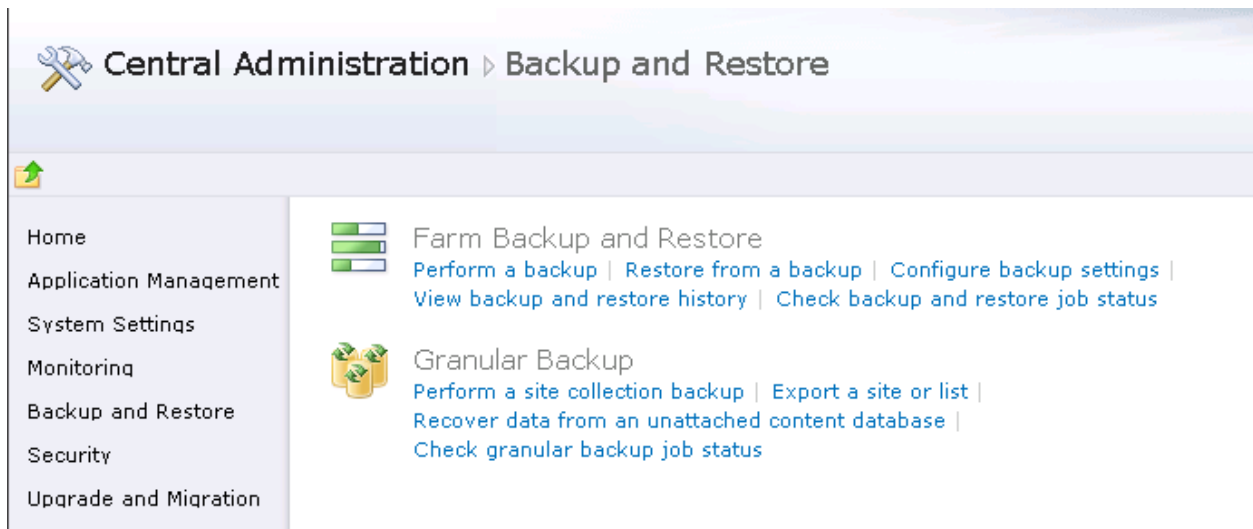 Central Administration ▷ Backup and Restore
Home
Application Management
System Settings
Monitoring
Backup and Restore
Security
Upgrade and Migration
Farm Backup and Restore
Perform a backup | Restore from a backup | Configure backup settings |
View backup and restore history | Check backup and restore job status
Granular Backup
Perform a site collection backup | Export a site or list |
Recover data from an unattached content database |
Check granular backup job status